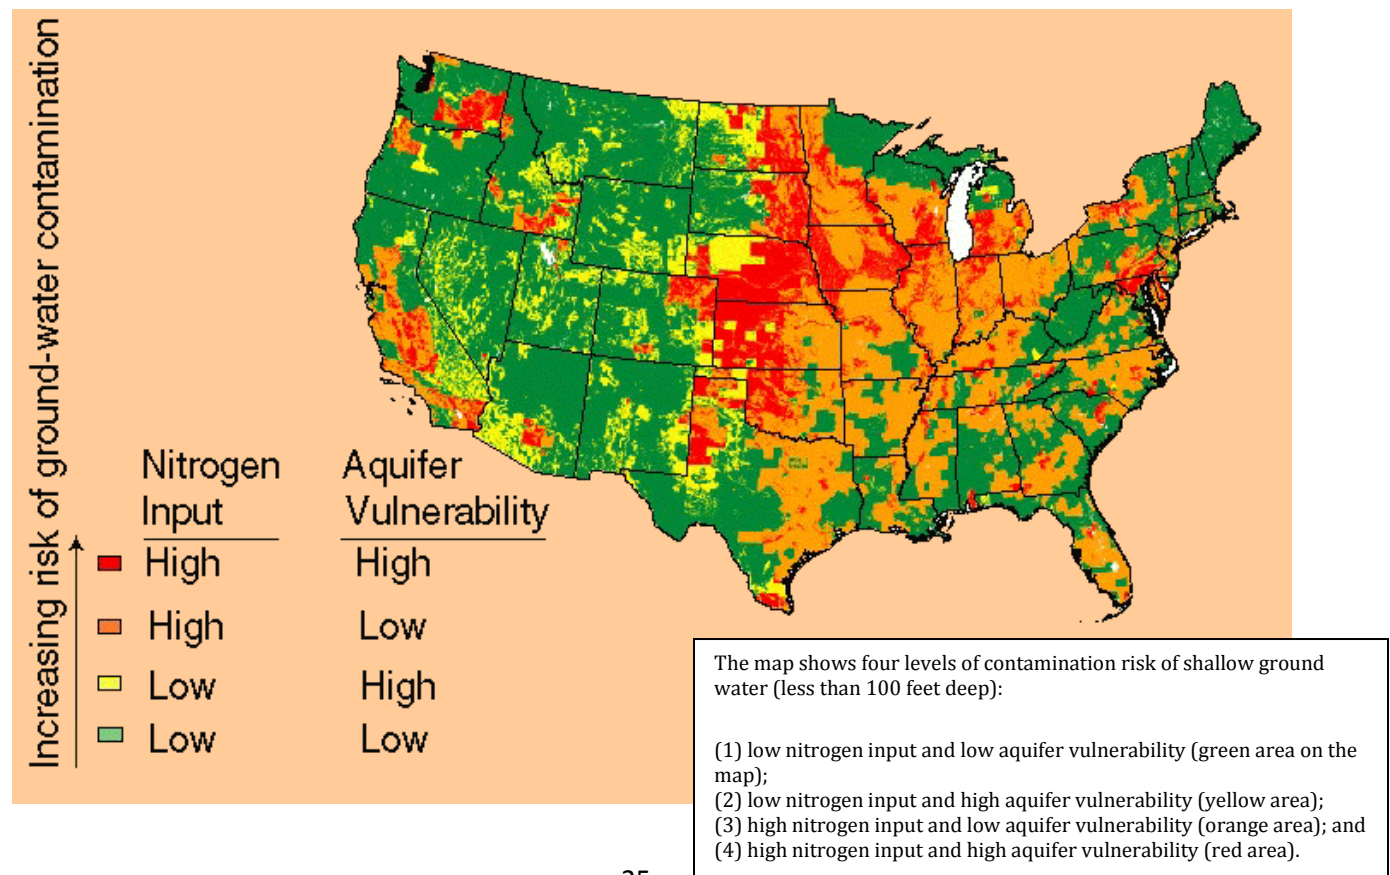 Increasing risk of ground-water contamination
Nitrogen Aquifer
Input Vulnerability
High High
High Low
Low High
Low Low
The map shows four levels of contamination risk of shallow ground
water (less than 100 feet deep):
(1) low nitrogen input and low aquifer vulnerability (green area on the
map);
(2) low nitrogen input and high aquifer vulnerability (yellow area);
(3) high nitrogen input and low aquifer vulnerability (orange area); and
(4) high nitrogen input and high aquifer vulnerability (red area).